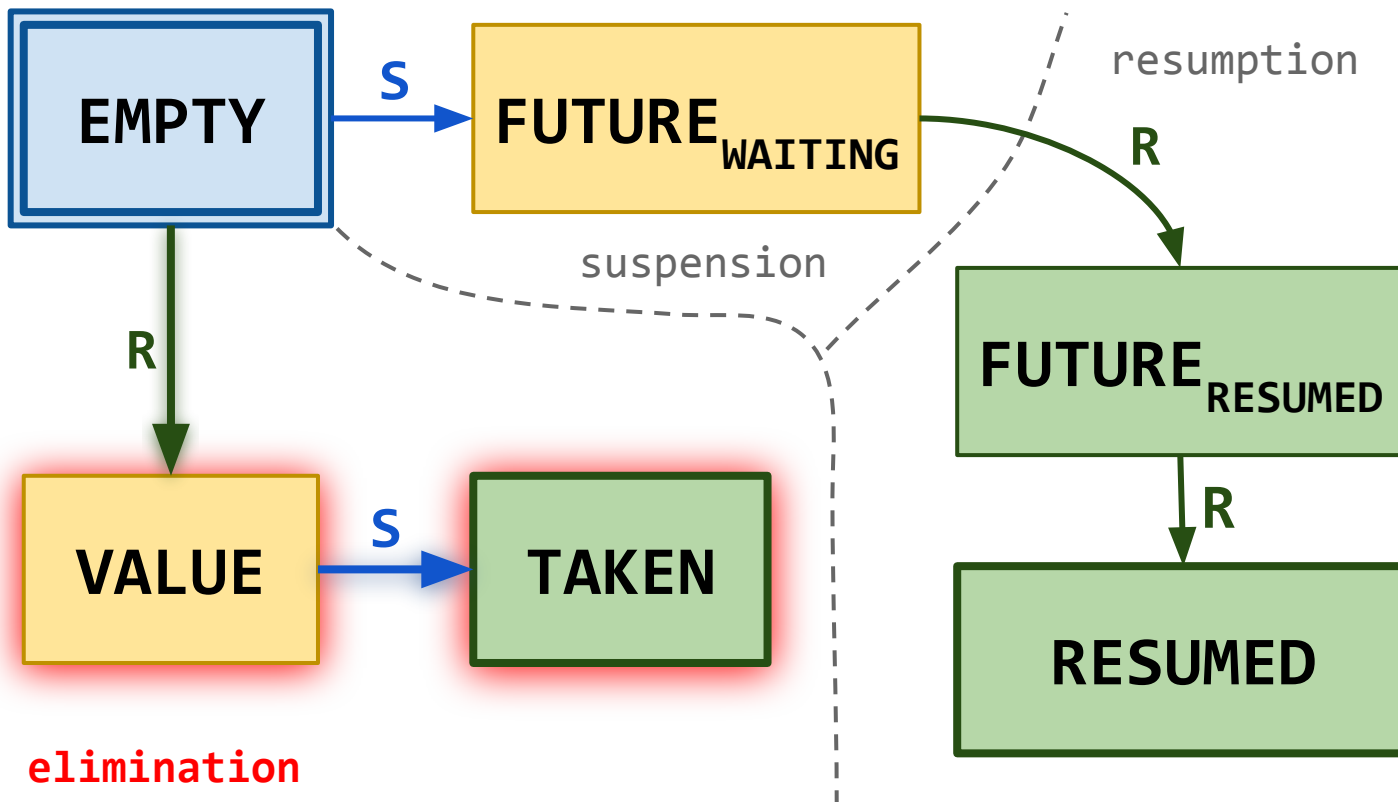 EMPTY
S
FUTURE WAITING
resumption
R
suspension
R
FUTURE RESUMED
VALUE
S
TAKEN
R
RESUMED
elimination